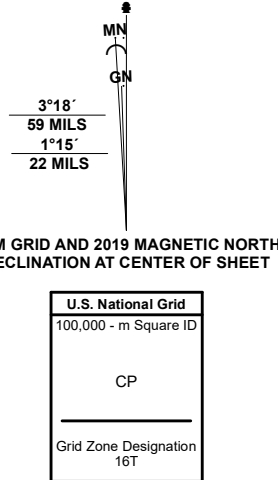 MN
GN
3°18´
59 MILS
1°15´
22 MILS
M GRID AND 2019 MAGNETIC NORTH
ECLINATION AT CENTER OF SHEET
U.S. National Grid
100,000 - m Square ID
CP
Grid Zone Designation
16T